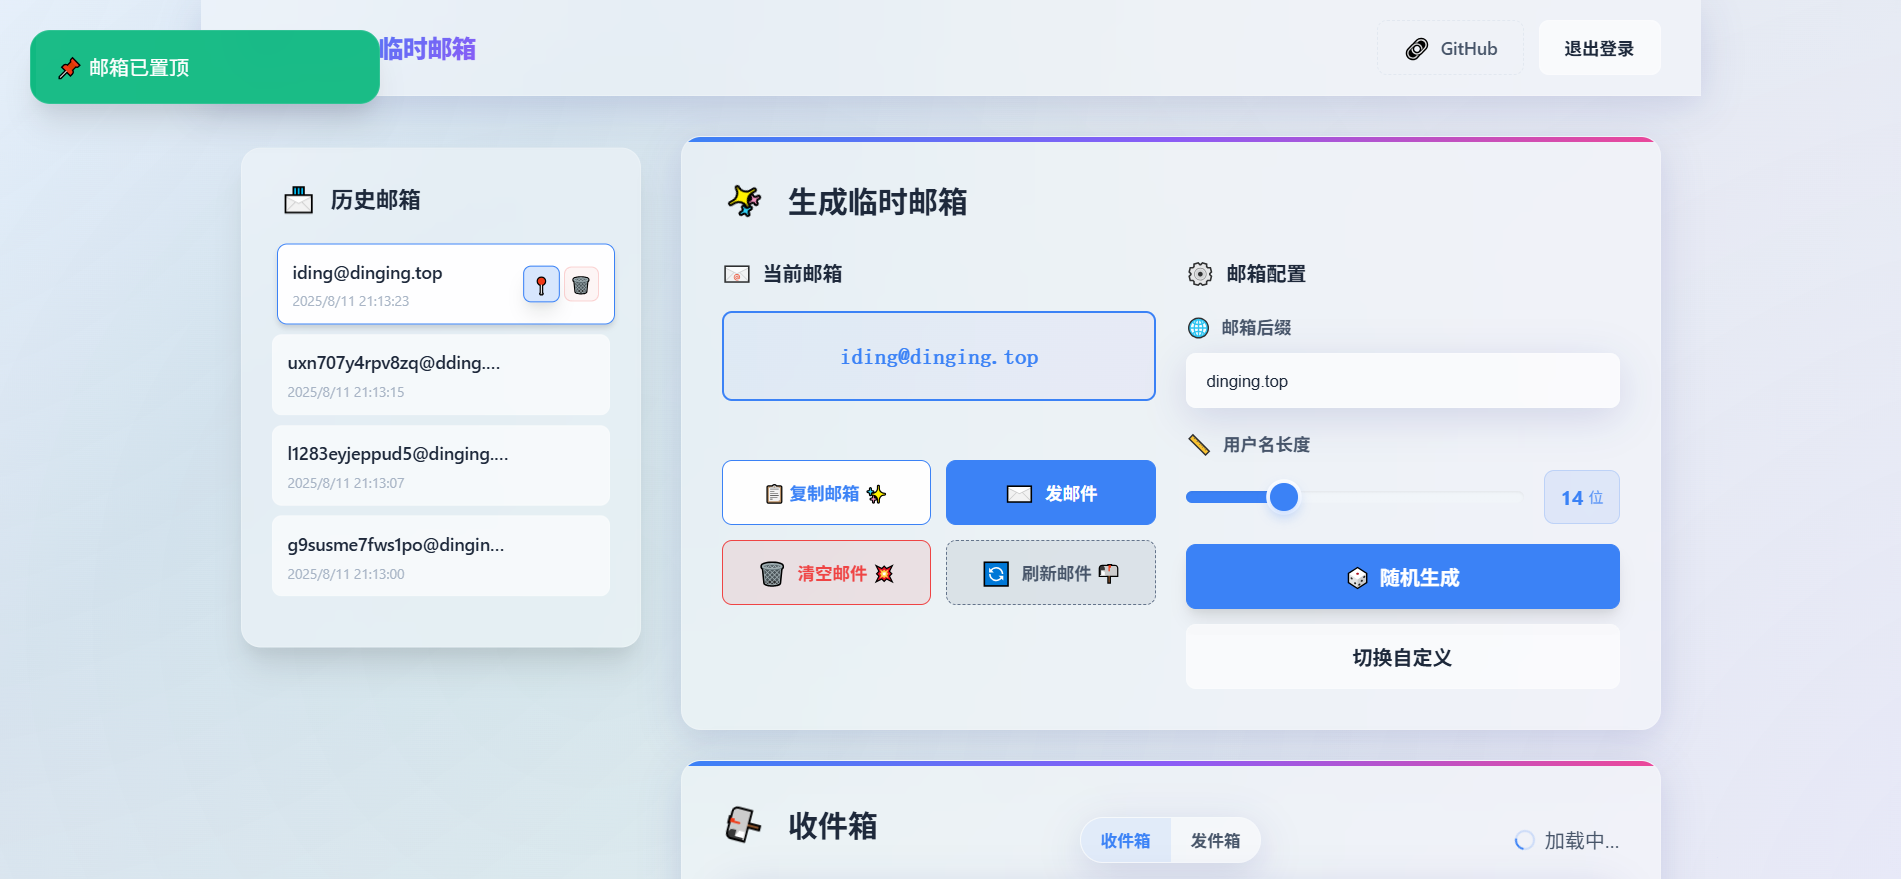 邮箱已置顶
临时邮箱
GitHub
退出登录
历史邮箱
iding@dinging.top
2025/8/11 21:13:23
uxn707y4rpv8zq@dding....
2025/8/11 21:13:15
l1283eyjeppud5@dinging....
2025/8/11 21:13:07
g9susme7fws1po@dingin...
2025/8/11 21:13:00
生成临时邮箱
当前邮箱
iding@dinging.top
复制邮箱
发邮件
清空邮件
刷新邮件
邮箱配置
邮箱后缀
dinging.top
用户名长度
14 位
随机生成
切换自定义
收件箱
收件箱
发件箱
加载中...